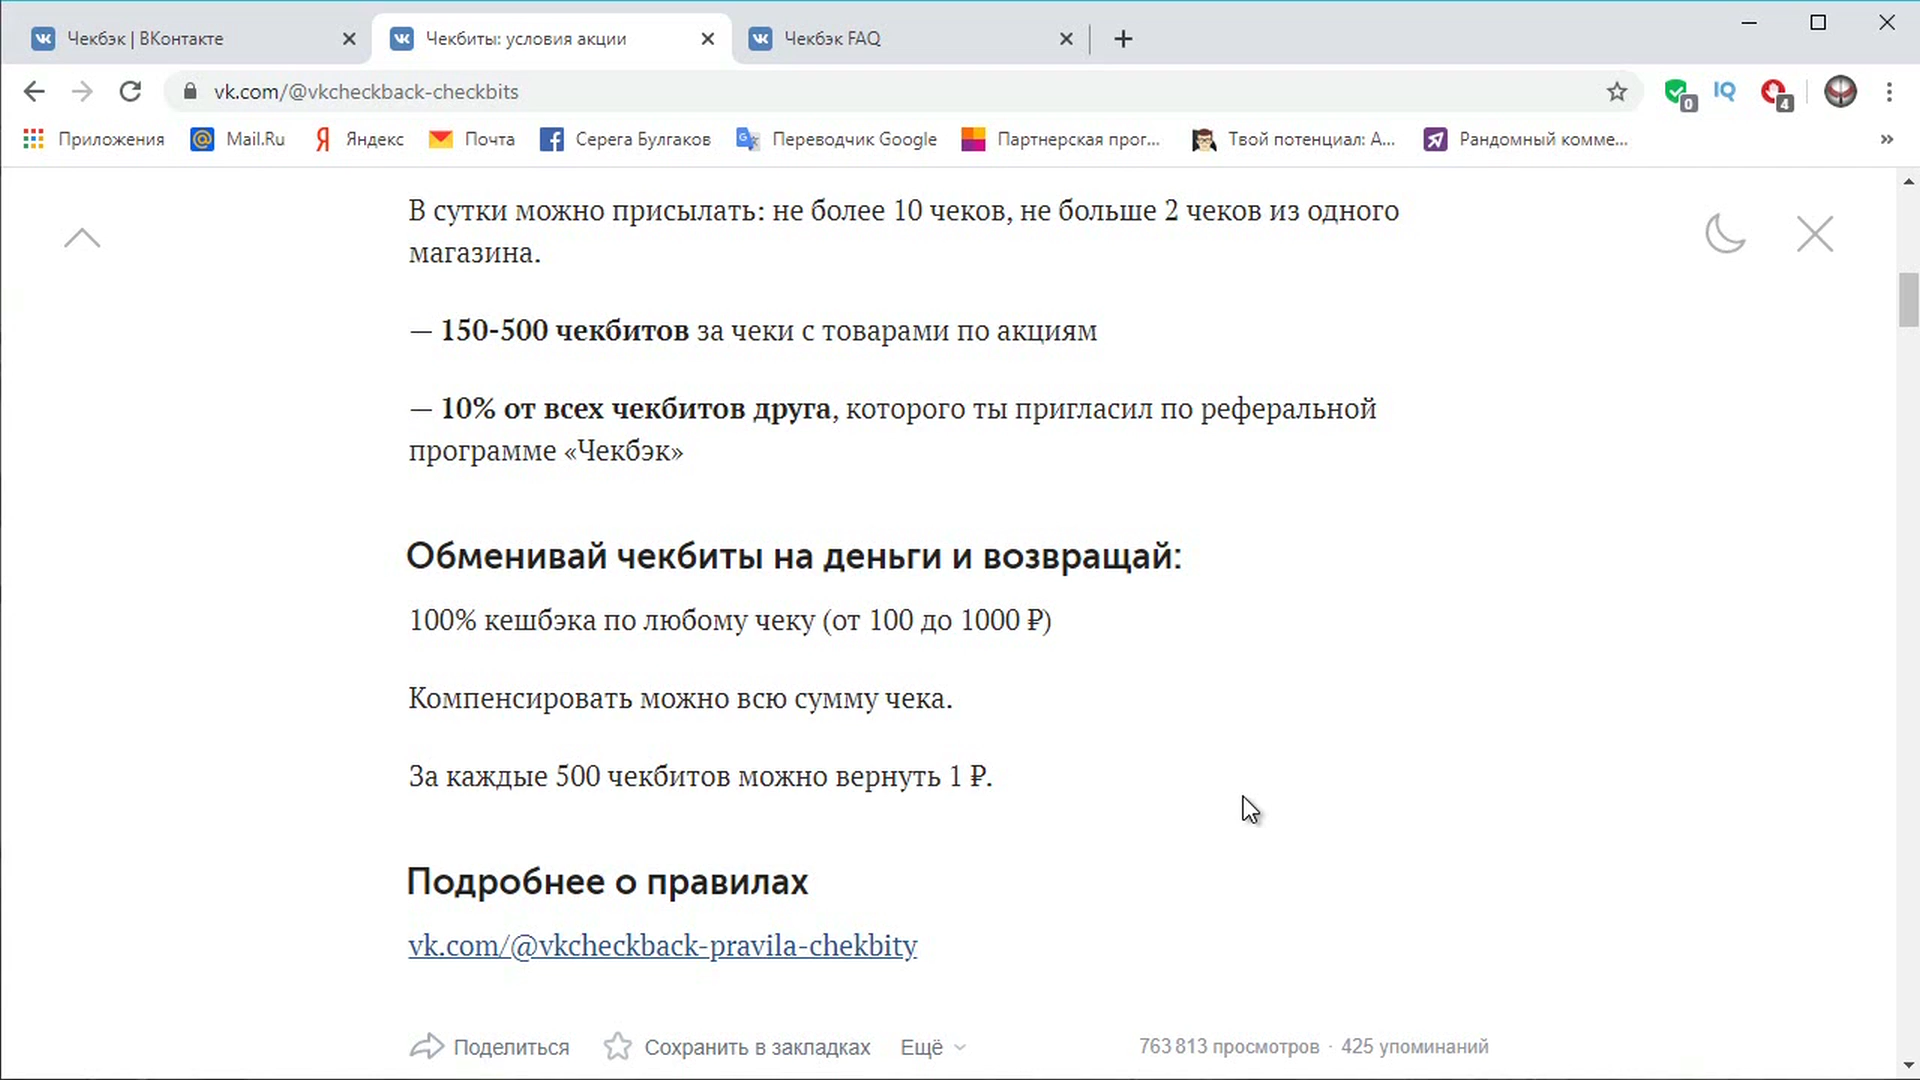 Чекбэк | ВКонтакте
Чекбиты: условия акции
Чекбэк FAQ
vk.com/@vkcheckback-checkbits
0
IQ
4
Приложения
Mail.Ru
Яндекс
Почта
Серега Булгаков
Переводчик Google
Партнерская прог...
Твой потенциал: А...
Рандомный комме...
В сутки можно присылать: не более 10 чеков, не больше 2 чеков из одного
магазина.
— 150-500 чекбитов за чеки с товарами по акциям
— 10% от всех чекбитов друга, которого ты пригласил по реферальной
программе «Чекбэк»
Обменивай чекбиты на деньги и возвращай:
100% кешбэка по любому чеку (от 100 до 1000 ₽)
Компенсировать можно всю сумму чека.
За каждые 500 чекбитов можно вернуть 1 ₽.
Подробнее о правилах
vk.com/@vkcheckback-pravila-chekbity
Поделиться
Сохранить в закладках
Ещё
763 813 просмотров · 425 упоминаний